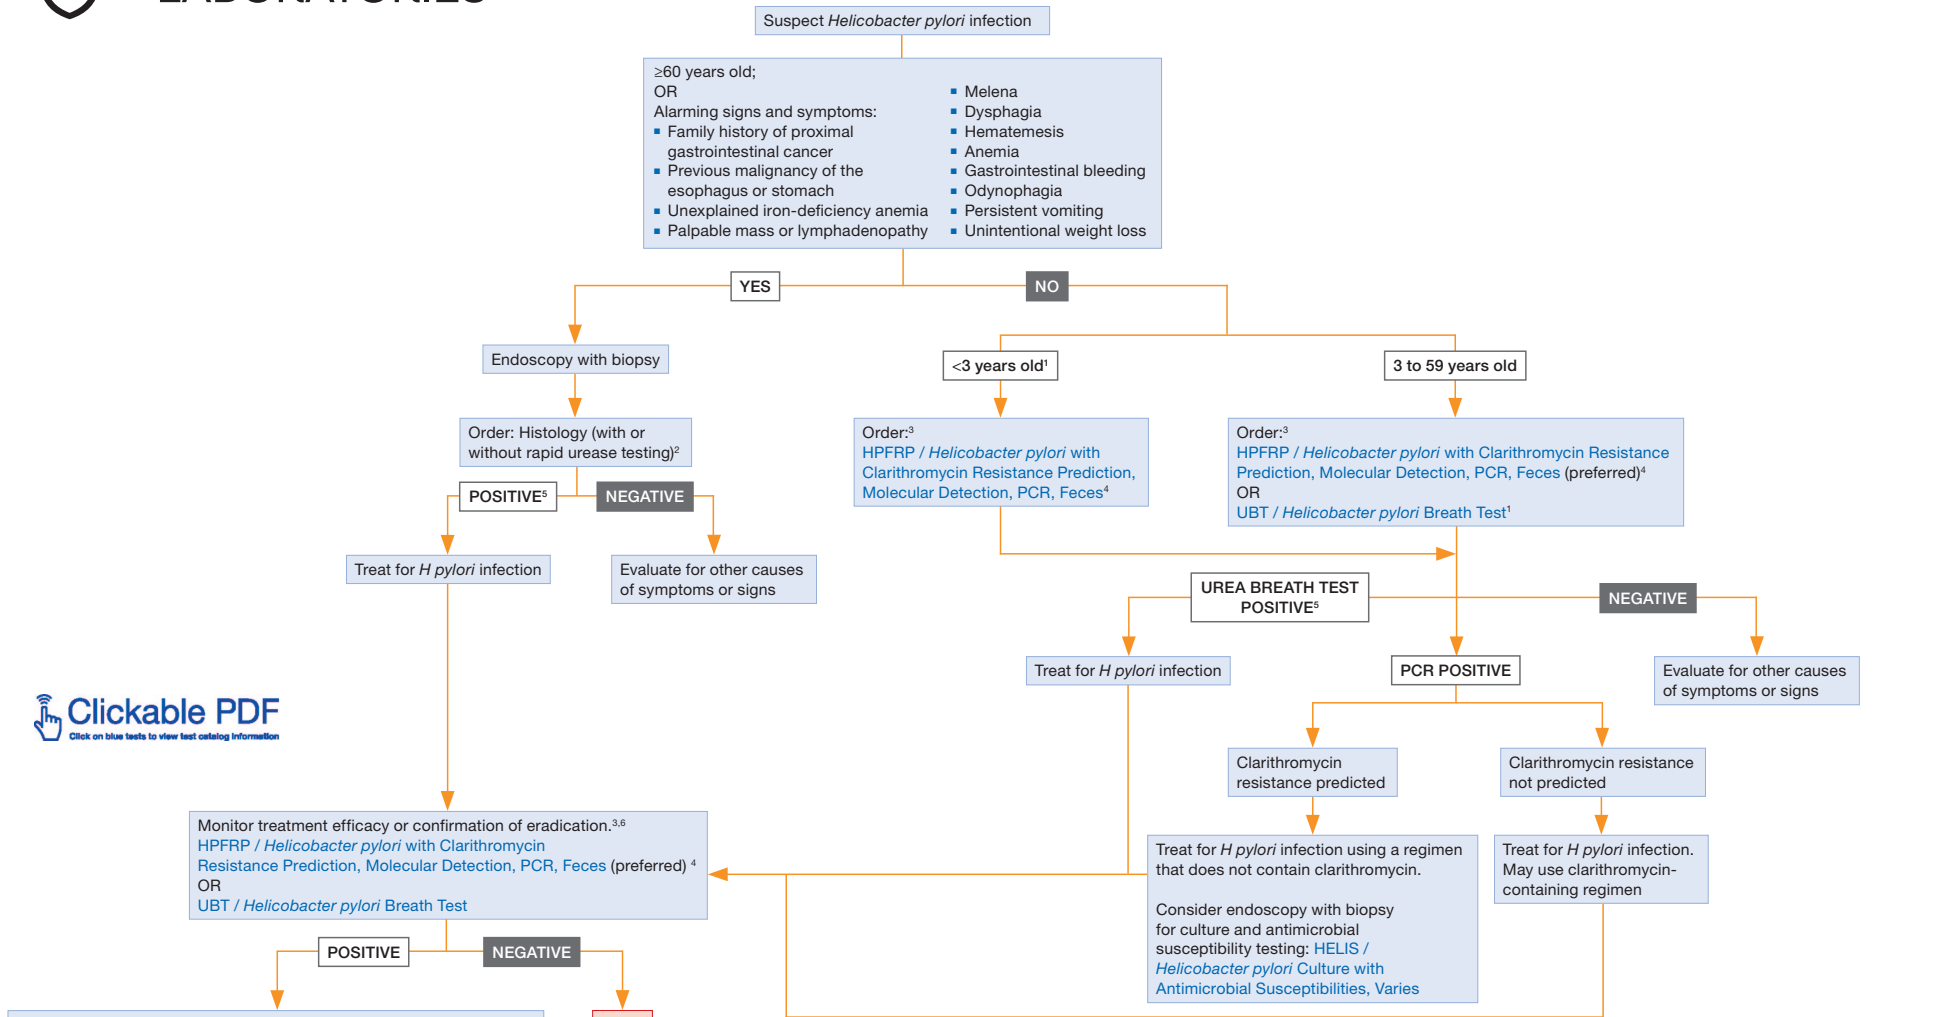 LABORATORIES
Suspect Helicobacter pylori infection
≥60 years old;
OR
Alarming signs and symptoms:
▪ Family history of proximal
gastrointestinal cancer
▪ Previous malignancy of the
esophagus or stomach
▪ Unexplained iron-deficiency anemia
▪ Palpable mass or lymphadenopathy
▪ Melena
▪ Dysphagia
▪ Hematemesis
▪ Anemia
▪ Gastrointestinal bleeding
▪ Odynophagia
▪ Persistent vomiting
▪ Unintentional weight loss
YES
NO
Endoscopy with biopsy
<3 years old¹
3 to 59 years old
Order: Histology (with or
without rapid urease testing)²
Order:³
HPFRP / Helicobacter pylori with
Clarithromycin Resistance Prediction,
Molecular Detection, PCR, Feces⁴
Order:³
HPFRP / Helicobacter pylori with Clarithromycin Resistance
Prediction, Molecular Detection, PCR, Feces (preferred)⁴
OR
UBT / Helicobacter pylori Breath Test¹
POSITIVE⁵
NEGATIVE
Treat for H pylori infection
Evaluate for other causes
of symptoms or signs
UREA BREATH TEST
POSITIVE⁵
NEGATIVE
Treat for H pylori infection
PCR POSITIVE
Evaluate for other causes
of symptoms or signs
Clickable PDF
Click on blue tests to view test catalog information
Clarithromycin
resistance predicted
Clarithromycin resistance
not predicted
Monitor treatment efficacy or confirmation of eradication.³,⁶
HPFRP / Helicobacter pylori with Clarithromycin
Resistance Prediction, Molecular Detection, PCR, Feces (preferred) ⁴
OR
UBT / Helicobacter pylori Breath Test
Treat for H pylori infection using a regimen
that does not contain clarithromycin.
Consider endoscopy with biopsy
for culture and antimicrobial
susceptibility testing: HELIS /
Helicobacter pylori Culture with
Antimicrobial Susceptibilities, Varies
Treat for H pylori infection.
May use clarithromycin-
containing regimen
POSITIVE
NEGATIVE